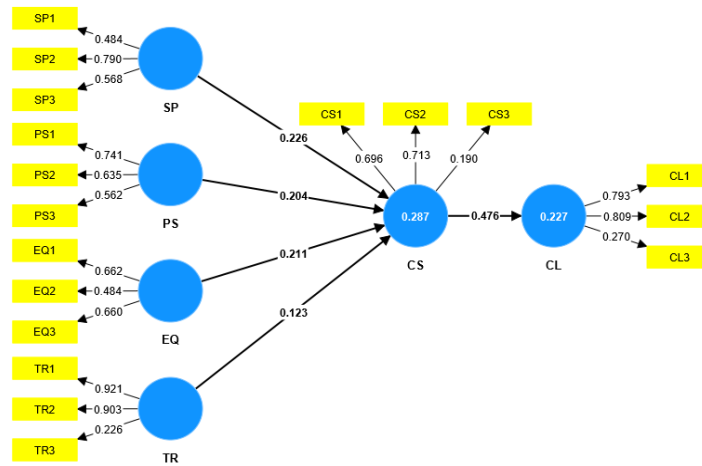 SP1
0.484
SP2
0.790
SP3
0.568
SP
PS1
0.741
PS2
0.635
PS3
0.562
PS
EQ1
0.662
EQ2
0.484
EQ3
0.660
EQ
TR1
0.921
TR2
0.903
TR3
0.226
TR
0.226
0.204
0.211
0.123
CS1
CS2
CS3
0.696
0.713
0.190
0.287
CS
0.476
0.227
CL
0.793
CL1
0.809
CL2
0.270
CL3